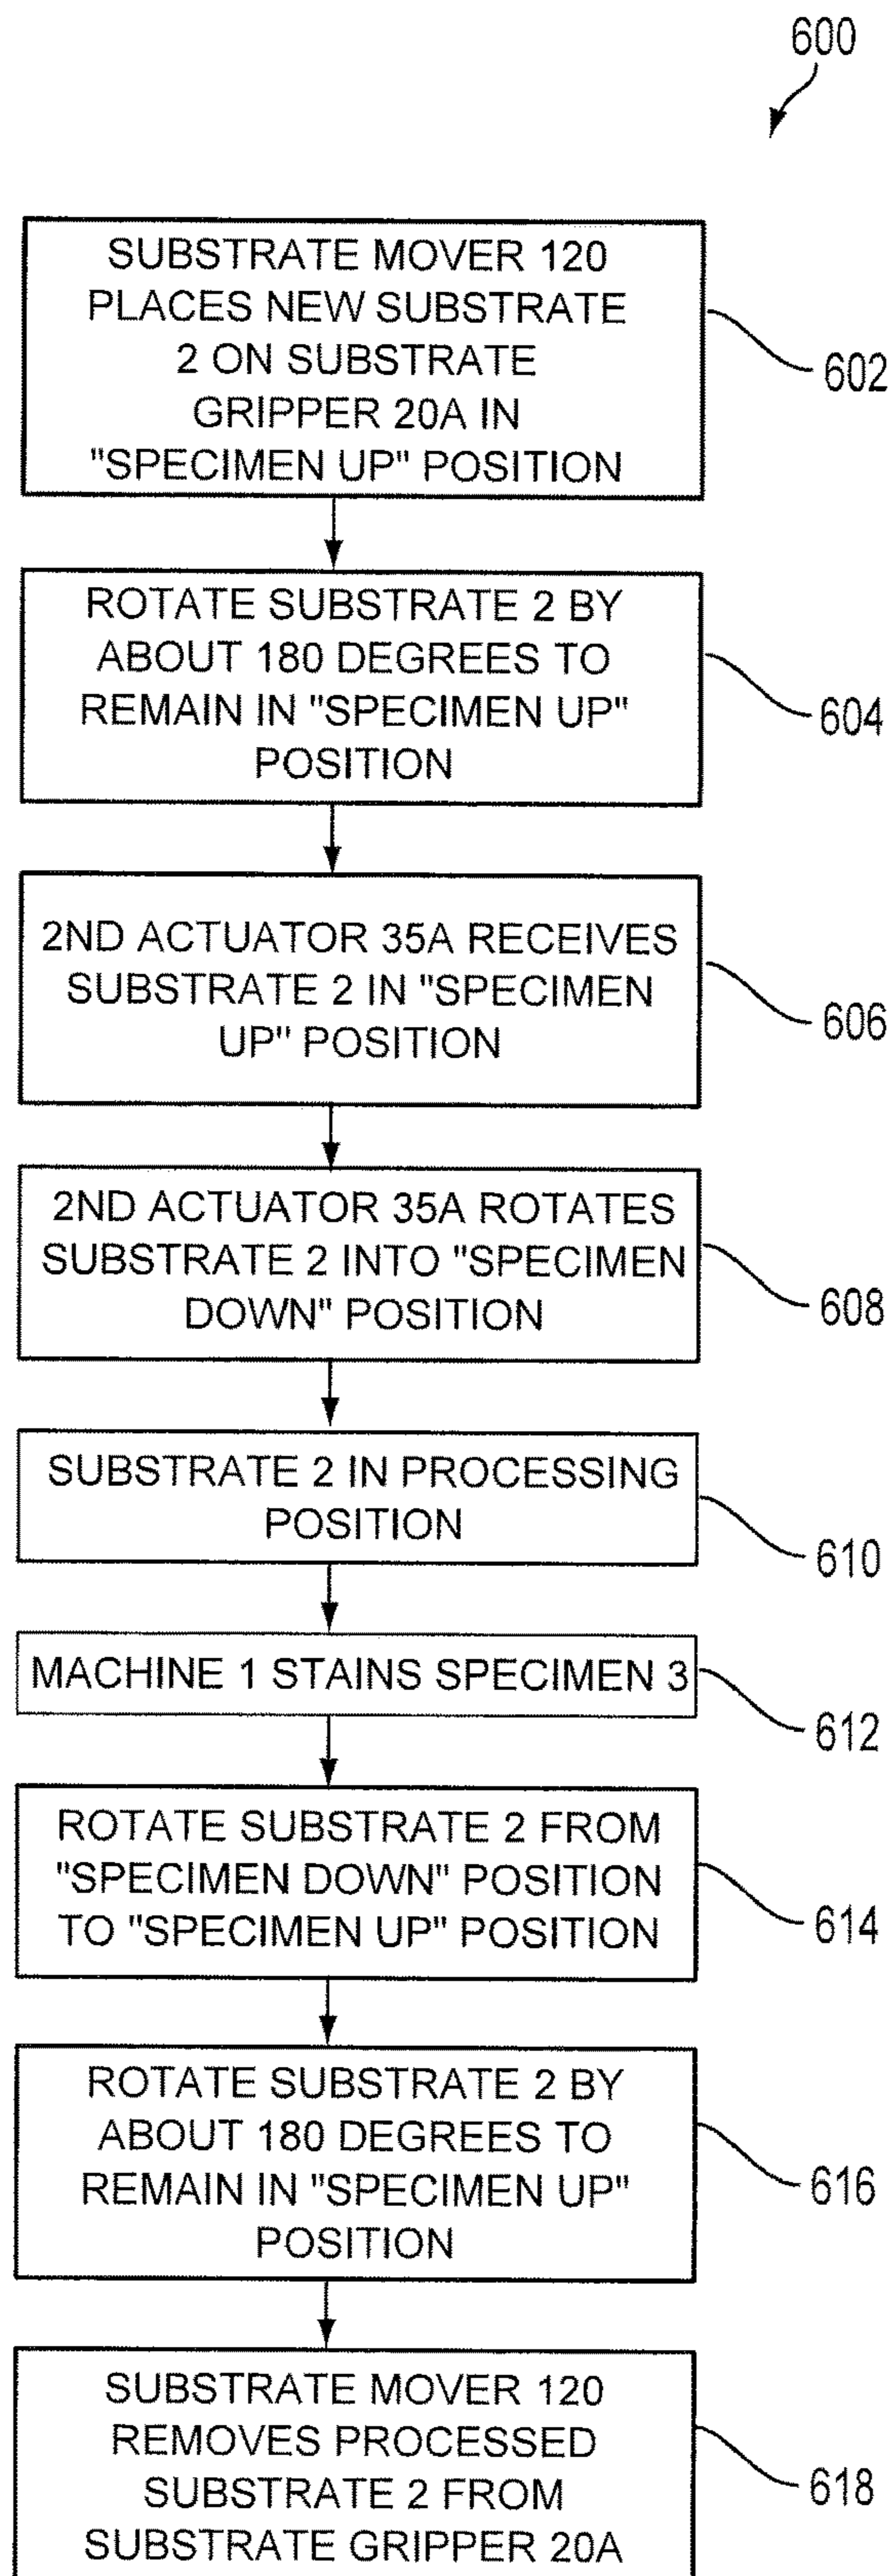 600
SUBSTRATE MOVER 120
PLACES NEW SUBSTRATE
2 ON SUBSTRATE
GRIPPER 20A IN
"SPECIMEN UP" POSITION
602
ROTATE SUBSTRATE 2 BY
ABOUT 180 DEGREES TO
REMAIN IN "SPECIMEN UP"
POSITION
604
2ND ACTUATOR 35A RECEIVES
SUBSTRATE 2 IN "SPECIMEN
UP" POSITION
606
2ND ACTUATOR 35A ROTATES
SUBSTRATE 2 INTO "SPECIMEN
DOWN" POSITION
608
SUBSTRATE 2 IN PROCESSING
POSITION
610
MACHINE 1 STAINS SPECIMEN 3
612
ROTATE SUBSTRATE 2 FROM
"SPECIMEN DOWN" POSITION
TO "SPECIMEN UP" POSITION
614
ROTATE SUBSTRATE 2 BY
ABOUT 180 DEGREES TO
REMAIN IN "SPECIMEN UP"
POSITION
616
SUBSTRATE MOVER 120
REMOVES PROCESSED
SUBSTRATE 2 FROM
SUBSTRATE GRIPPER 20A
618